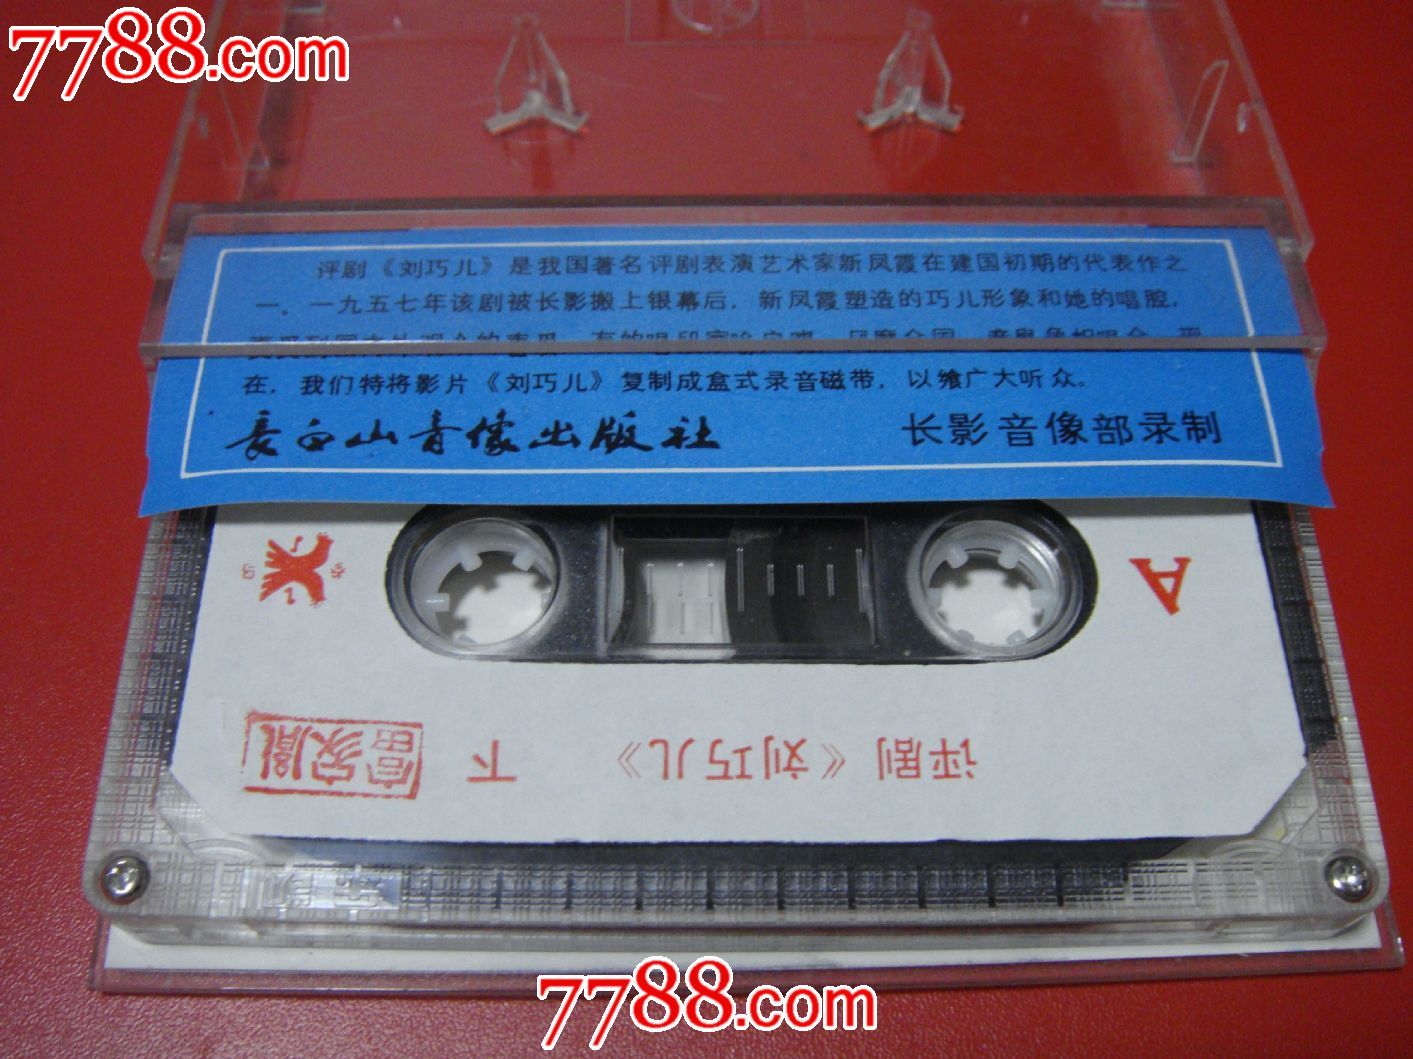 7788.com
评剧《刘巧儿》是我国著名评剧表演艺术家新凤霞在建国初期的代表作之
一。一九五七年该剧被长影搬上银幕后，新凤霞塑造的巧儿形象和她的唱腔，
在，我们特将影片《刘巧儿》复制成盒式录音磁带，以飨广大听众。
长白山音像出版社
长影音像部录制
A
评剧《刘巧儿》 下
7788.com